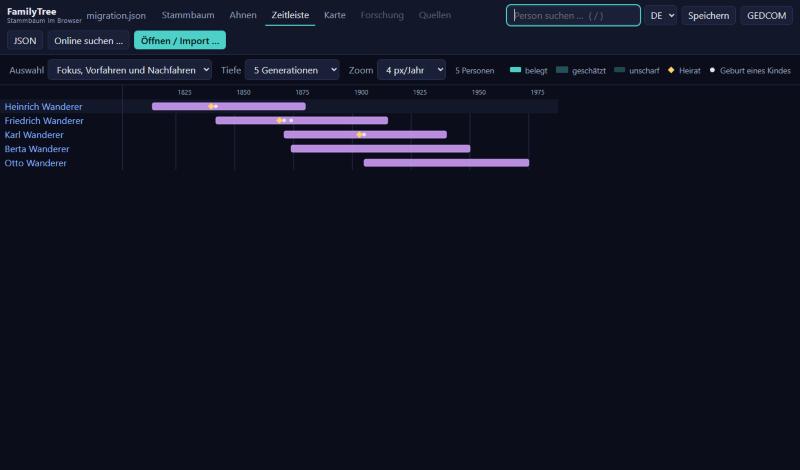 FamilyTree
Stammbaum im Browser
migration.json
Stammbaum
Ahnen
Zeitleiste
Karte
Forschung
Quellen
Person suchen ... ( / )
DE
Speichern
GEDCOM
JSON
Online suchen ...
Öffnen / Import ...
Auswahl
Fokus, Vorfahren und Nachfahren
Tiefe
5 Generationen
Zoom
4 px/Jahr
5 Personen
belegt
geschätzt
unscharf
Heirat
Geburt eines Kindes
1825
1850
1875
1900
1925
1950
1975
Heinrich Wanderer
Friedrich Wanderer
Karl Wanderer
Berta Wanderer
Otto Wanderer